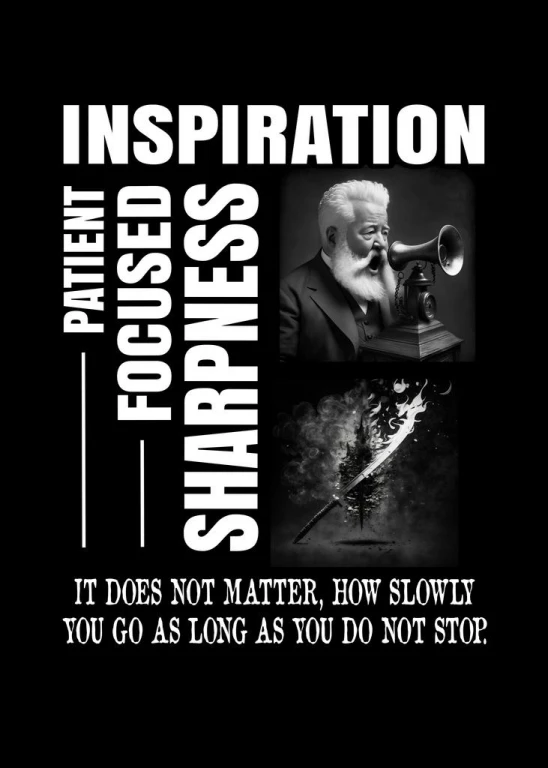 INSPIRATION
PATIENT
FOCUSED
SHARPNESS
IT DOES NOT MATTER, HOW SLOWLY
YOU GO AS LONG AS YOU DO NOT STOP.